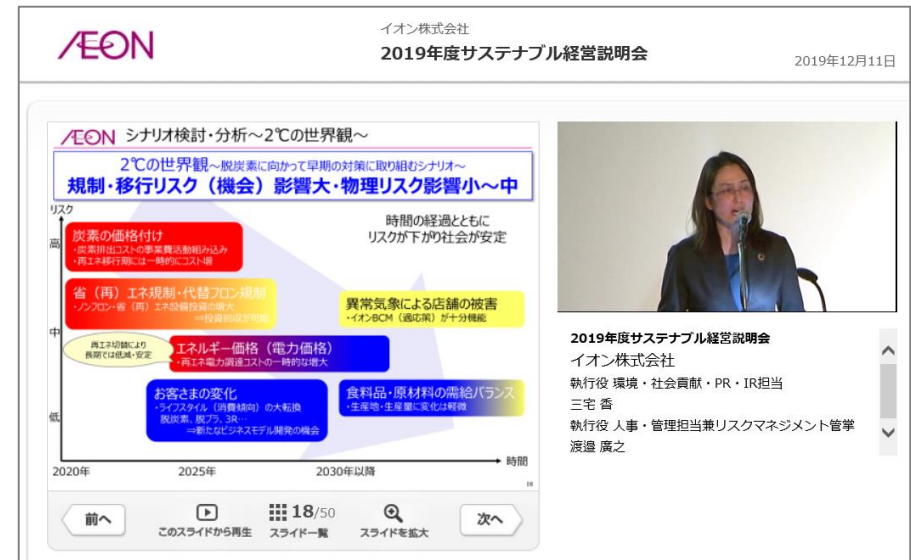 ÆON
イオン株式会社
2019年度サステナブル経営説明会
2019年12月11日
ÆON シナリオ検討・分析～2℃の世界観～
2℃の世界観～脱炭素に向かって早期の対策に取り組むシナリオ～
規制・移行リスク（機会）影響大・物理リスク影響小～中
リスク
高
炭素の価格付け
・炭素排出コストの事業費活動組み込み
・再エネ移行期には一時的にコスト増
時間の経過とともに
リスクが下がり社会が安定
省（再）エネ規制・代替フロン規制
・ノンフロン・省（再）エネ設備投資の増大
⇒投資回収が可能
異常気象による店舗の被害
・イオンBCM（適応策）が十分機能
中
再エネ切替により
長期では低減・安定
エネルギー価格（電力価格）
・再エネ電力調達コストの一時的な増大
お客さまの変化
・ライフスタイル（消費傾向）の大転換
脱炭素、脱プラ、3R…
⇒新たなビジネスモデル開発の機会
食料品・原材料の需給バランス
・生産地・生産量に変化は軽微
低
時間
2020年
2025年
2030年以降
18
前へ
このスライドから再生
18/50
スライド一覧
スライドを拡大
次へ
2019年度サステナブル経営説明会
イオン株式会社
執行役 環境・社会貢献・PR・IR担当
三宅 香
執行役 人事・管理担当兼リスクマネジメント管掌
渡邉 廣之